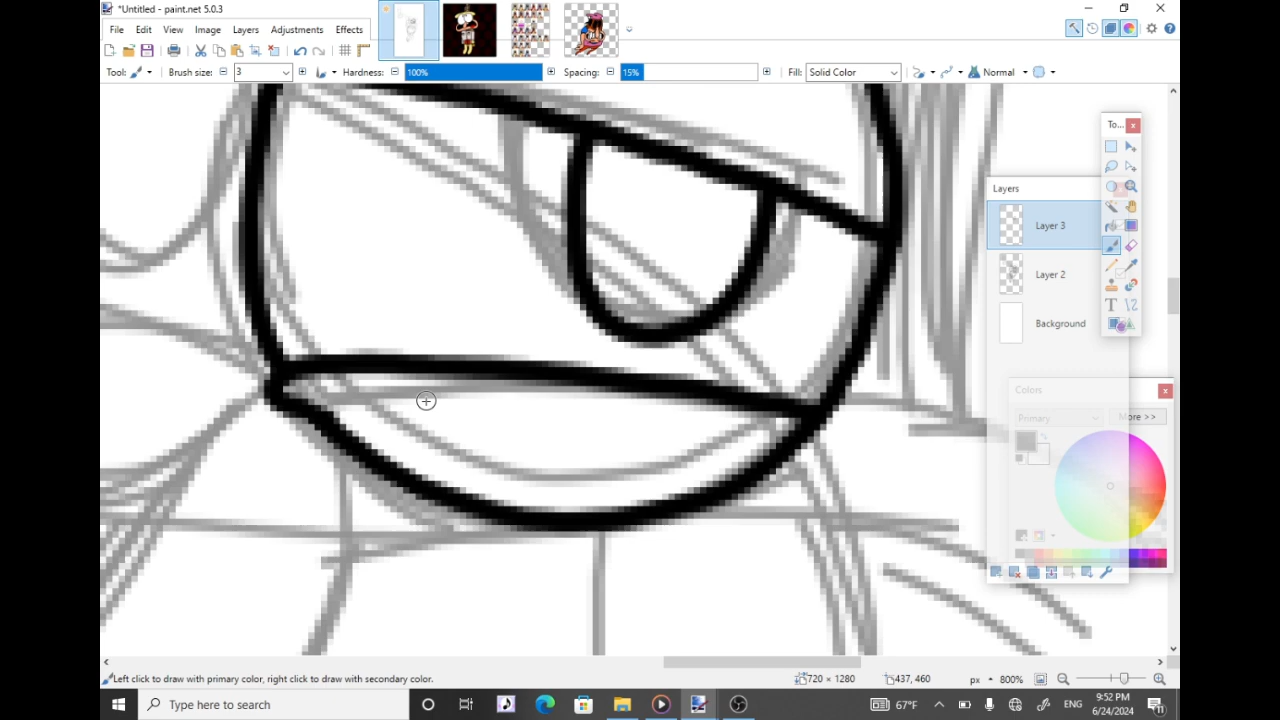 *Untitled - paint.net 5.0.3
File Edit View Image Layers Adjustments Effects
Tool: Brush size: 3 Hardness: 100% Spacing: 15% Fill: Solid Color Normal
To...
Layers
Layer 3
Layer 2
Background
Colors
Primary More >>
Left click to draw with primary color, right click to draw with secondary color. 720 × 1280 437, 460 px 800%
Type here to search 67°F ENG 9:52 PM
6/24/2024 11